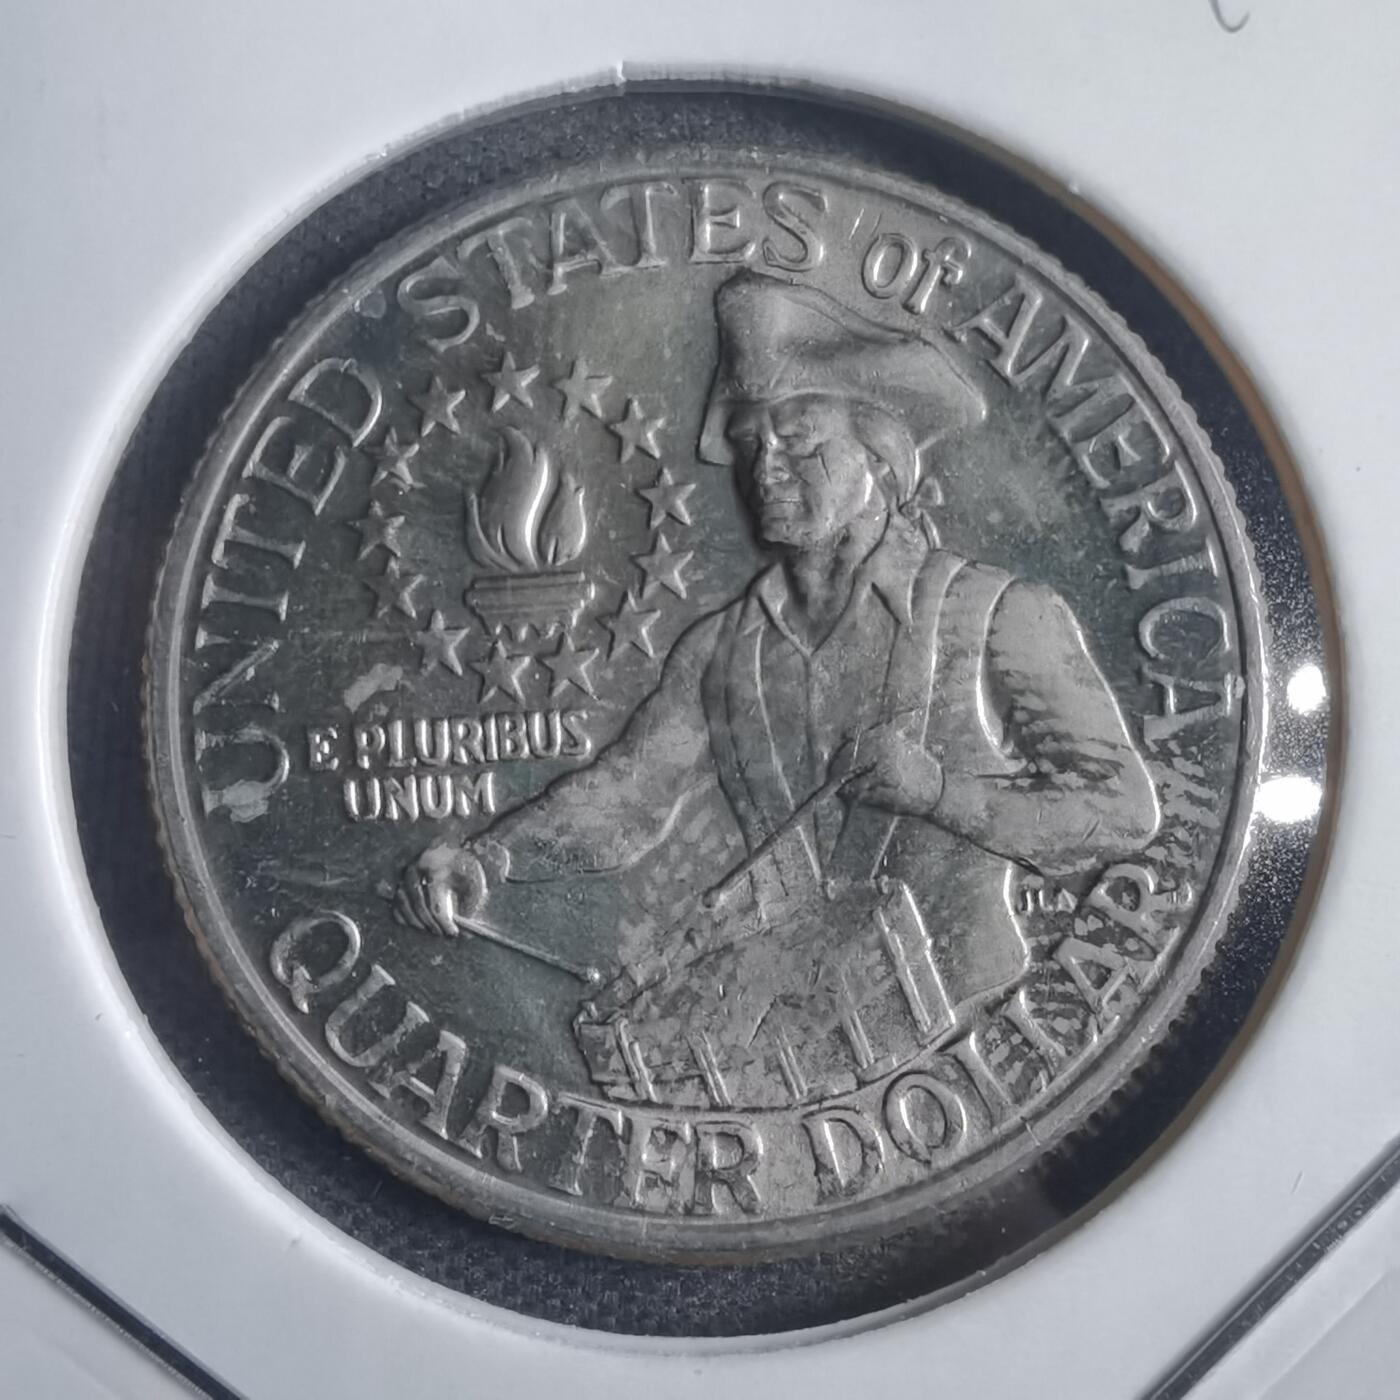 UNITED STATES of AMERICA
E PLURIBUS
UNUM
JLA
QUARTER DOLLAR